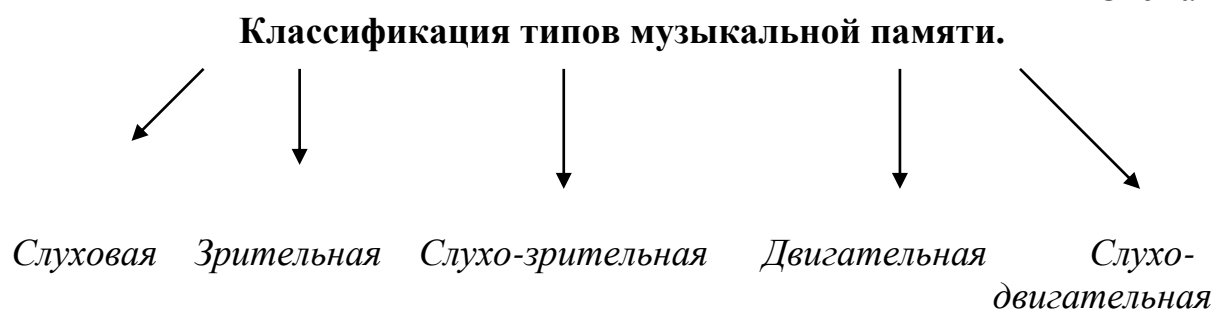 Классификация типов музыкальной памяти.
Слуховая Зрительная Слухо-зрительная Двигательная Слухо-
двигательная